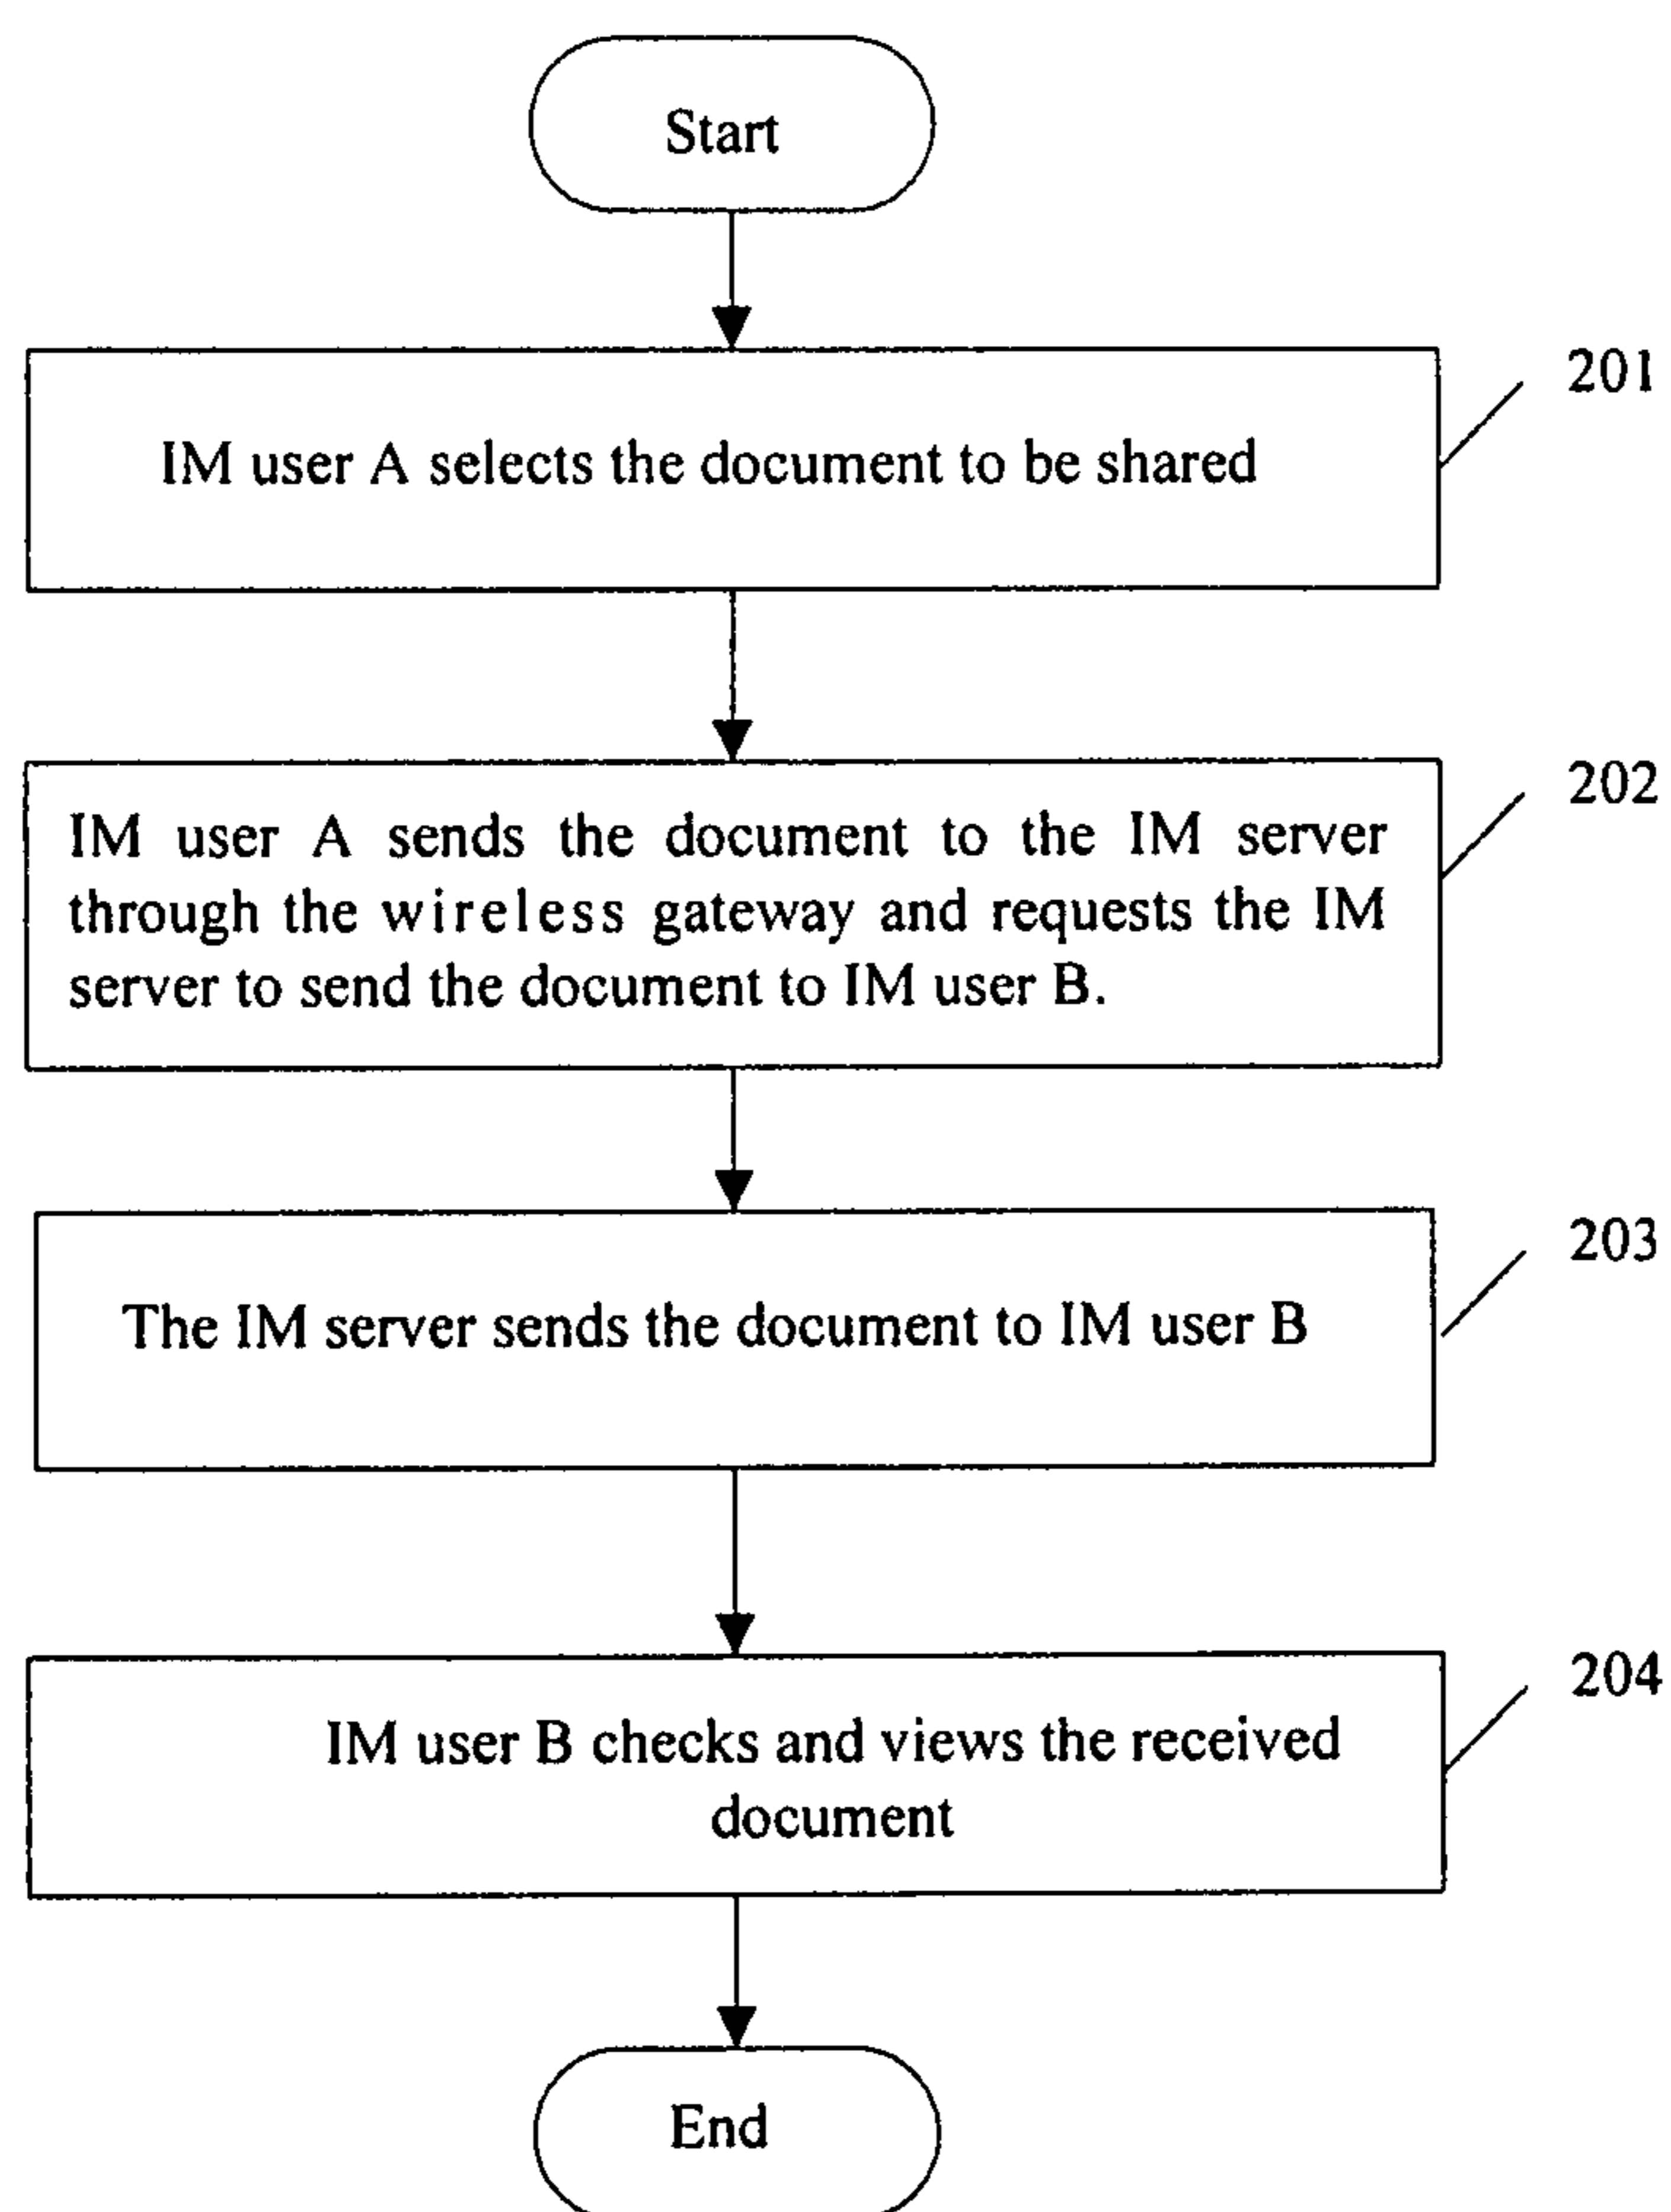 Start
201
IM user A selects the document to be shared
202
IM user A sends the document to the IM server
through the wireless gateway and requests the IM
server to send the document to IM user B.
203
The IM server sends the document to IM user B
204
IM user B checks and views the received
document
End